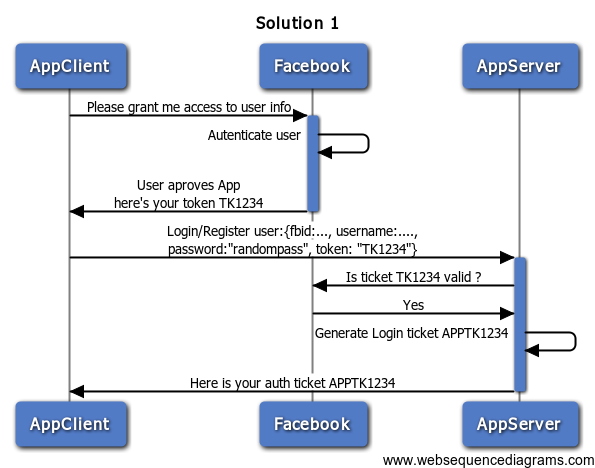 Solution 1
AppClient
Facebook
AppServer
Please grant me access to user info
Autenticate user
User aproves App
here's your token TK1234
Login/Register user:{fbid:..., username:....,
password:"randompass", token: "TK1234"}
Is ticket TK1234 valid ?
Yes
Generate Login ticket APPTK1234
Here is your auth ticket APPTK1234
AppClient
Facebook
AppServer
www.websequencediagrams.com